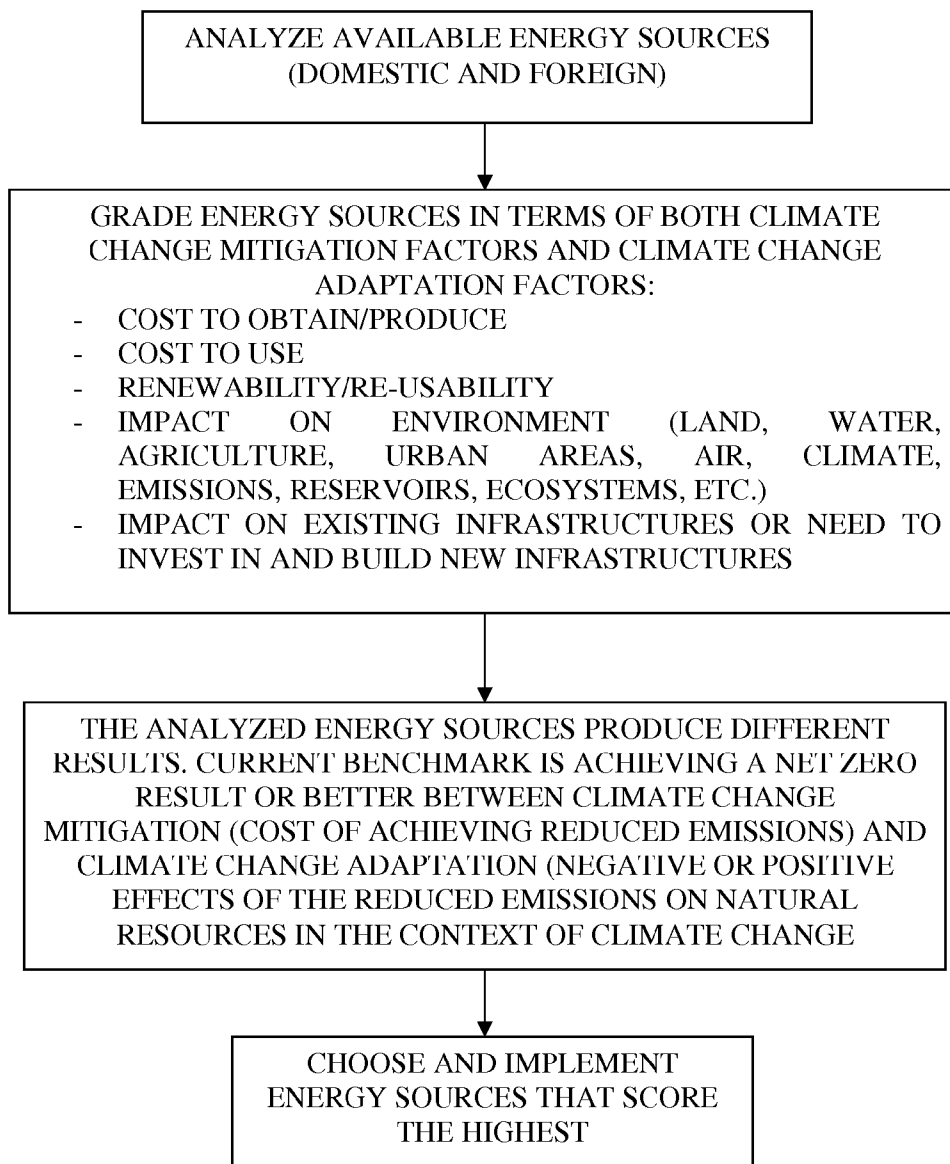 ANALYZE AVAILABLE ENERGY SOURCES
(DOMESTIC AND FOREIGN)
GRADE ENERGY SOURCES IN TERMS OF BOTH CLIMATE
CHANGE MITIGATION FACTORS AND CLIMATE CHANGE
ADAPTATION FACTORS:
- COST TO OBTAIN/PRODUCE
- COST TO USE
- RENEWABILITY/RE-USABILITY
- IMPACT ON ENVIRONMENT (LAND, WATER,
AGRICULTURE, URBAN AREAS, AIR, CLIMATE,
EMISSIONS, RESERVOIRS, ECOSYSTEMS, ETC.)
- IMPACT ON EXISTING INFRASTRUCTURES OR NEED TO
INVEST IN AND BUILD NEW INFRASTRUCTURES
THE ANALYZED ENERGY SOURCES PRODUCE DIFFERENT
RESULTS. CURRENT BENCHMARK IS ACHIEVING A NET ZERO
RESULT OR BETTER BETWEEN CLIMATE CHANGE
MITIGATION (COST OF ACHIEVING REDUCED EMISSIONS) AND
CLIMATE CHANGE ADAPTATION (NEGATIVE OR POSITIVE
EFFECTS OF THE REDUCED EMISSIONS ON NATURAL
RESOURCES IN THE CONTEXT OF CLIMATE CHANGE
CHOOSE AND IMPLEMENT
ENERGY SOURCES THAT SCORE
THE HIGHEST